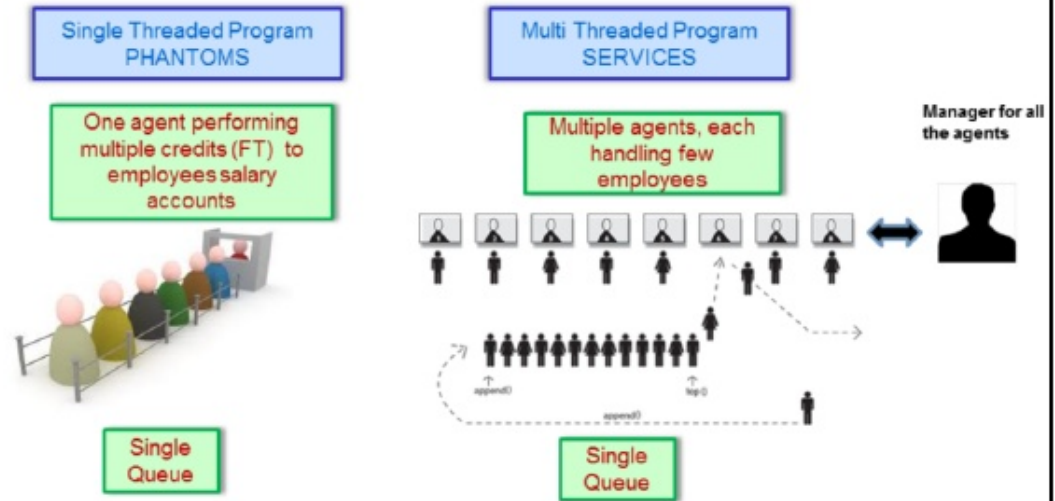 Single Threaded Program
PHANTOMS
One agent performing
multiple credits (FT) to
employees salary
accounts
Single
Queue
Multi Threaded Program
SERVICES
Multiple agents, each
handling few
employees
Manager for all
the agents
append()
top()
append()
Single
Queue